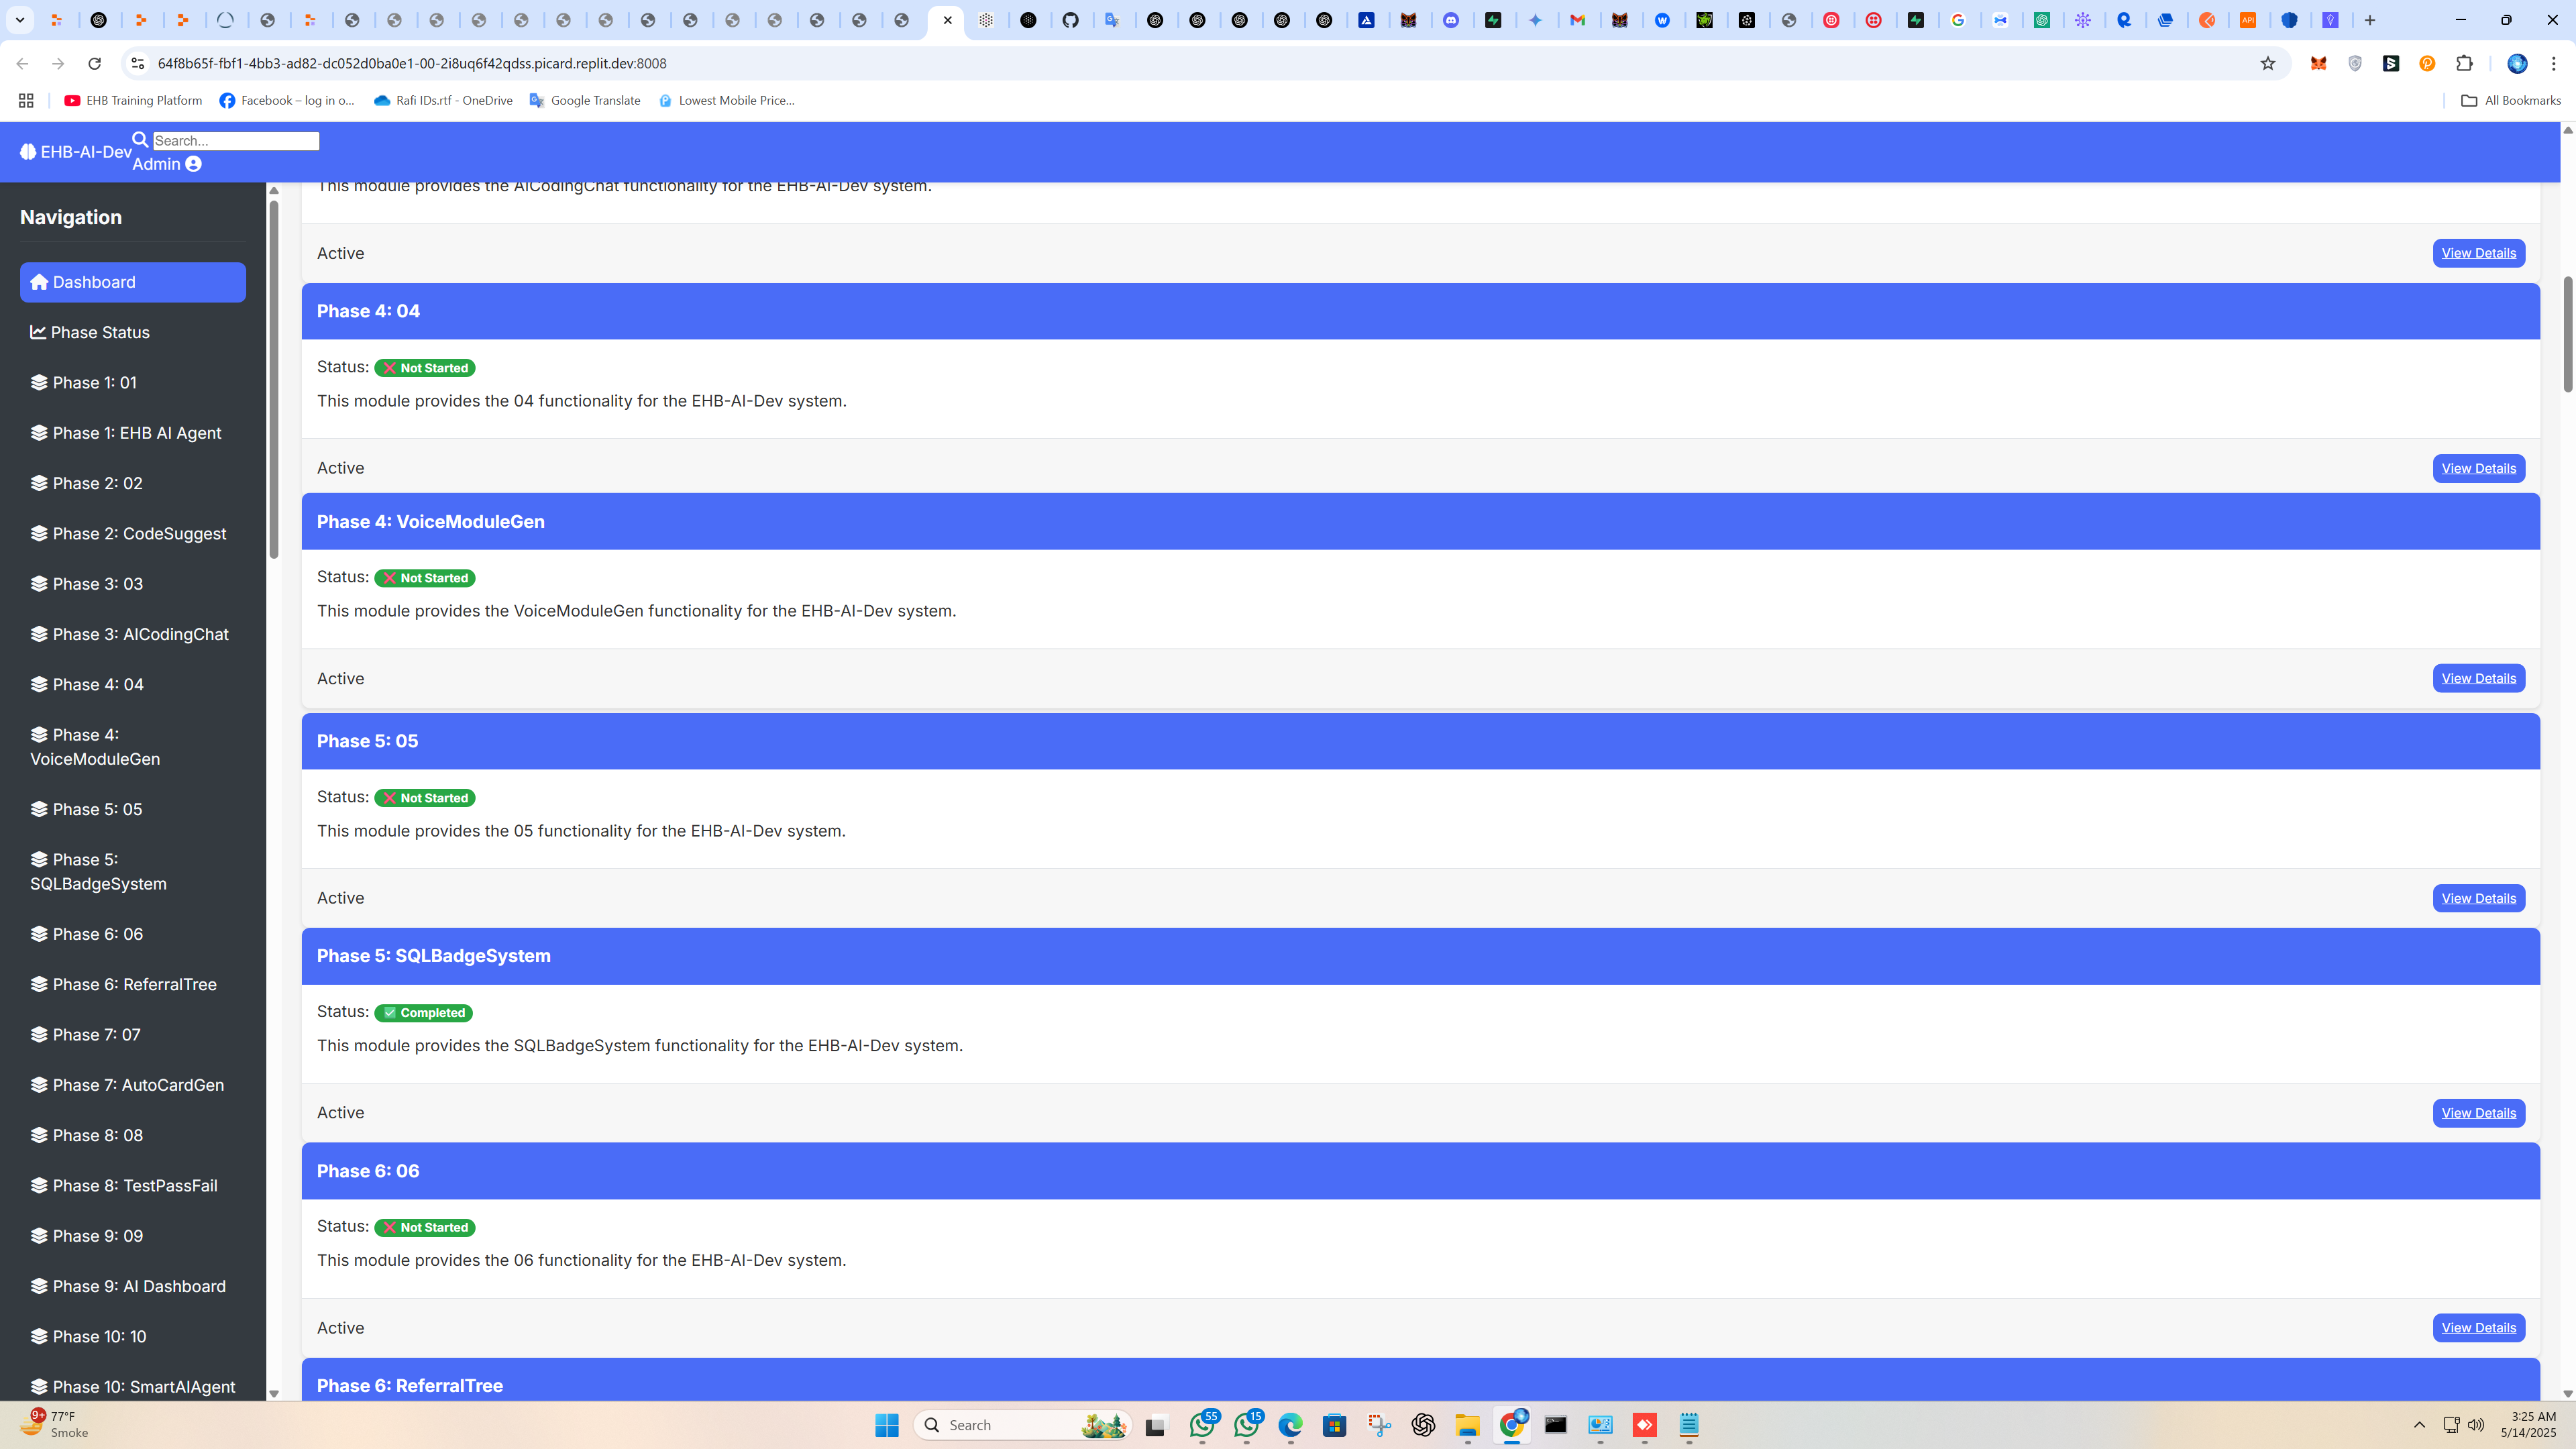 64f8b65f-fbf1-4bb3-ad82-dc052d0ba0e1-00-2i8uq6f42qdss.picard.replit.dev:8008
EHB Training Platform
Facebook – log in o...
Rafi IDs.rtf - OneDrive
Google Translate
Lowest Mobile Price...
All Bookmarks
EHB-AI-Dev
Search...
Admin
Navigation
Dashboard
Phase Status
Phase 1: 01
Phase 1: EHB AI Agent
Phase 2: 02
Phase 2: CodeSuggest
Phase 3: 03
Phase 3: AICodingChat
Phase 4: 04
Phase 4:
VoiceModuleGen
Phase 5: 05
Phase 5:
SQLBadgeSystem
Phase 6: 06
Phase 6: ReferralTree
Phase 7: 07
Phase 7: AutoCardGen
Phase 8: 08
Phase 8: TestPassFail
Phase 9: 09
Phase 9: AI Dashboard
Phase 10: 10
Phase 10: SmartAIAgent
This module provides the AICodingChat functionality for the EHB-AI-Dev system.
Active
View Details
Phase 4: 04
Status: ❌ Not Started
This module provides the 04 functionality for the EHB-AI-Dev system.
Active
View Details
Phase 4: VoiceModuleGen
Status: ❌ Not Started
This module provides the VoiceModuleGen functionality for the EHB-AI-Dev system.
Active
View Details
Phase 5: 05
Status: ❌ Not Started
This module provides the 05 functionality for the EHB-AI-Dev system.
Active
View Details
Phase 5: SQLBadgeSystem
Status: ✅ Completed
This module provides the SQLBadgeSystem functionality for the EHB-AI-Dev system.
Active
View Details
Phase 6: 06
Status: ❌ Not Started
This module provides the 06 functionality for the EHB-AI-Dev system.
Active
View Details
Phase 6: ReferralTree
9+
77°F
Smoke
Search
55
15
3:25 AM
5/14/2025